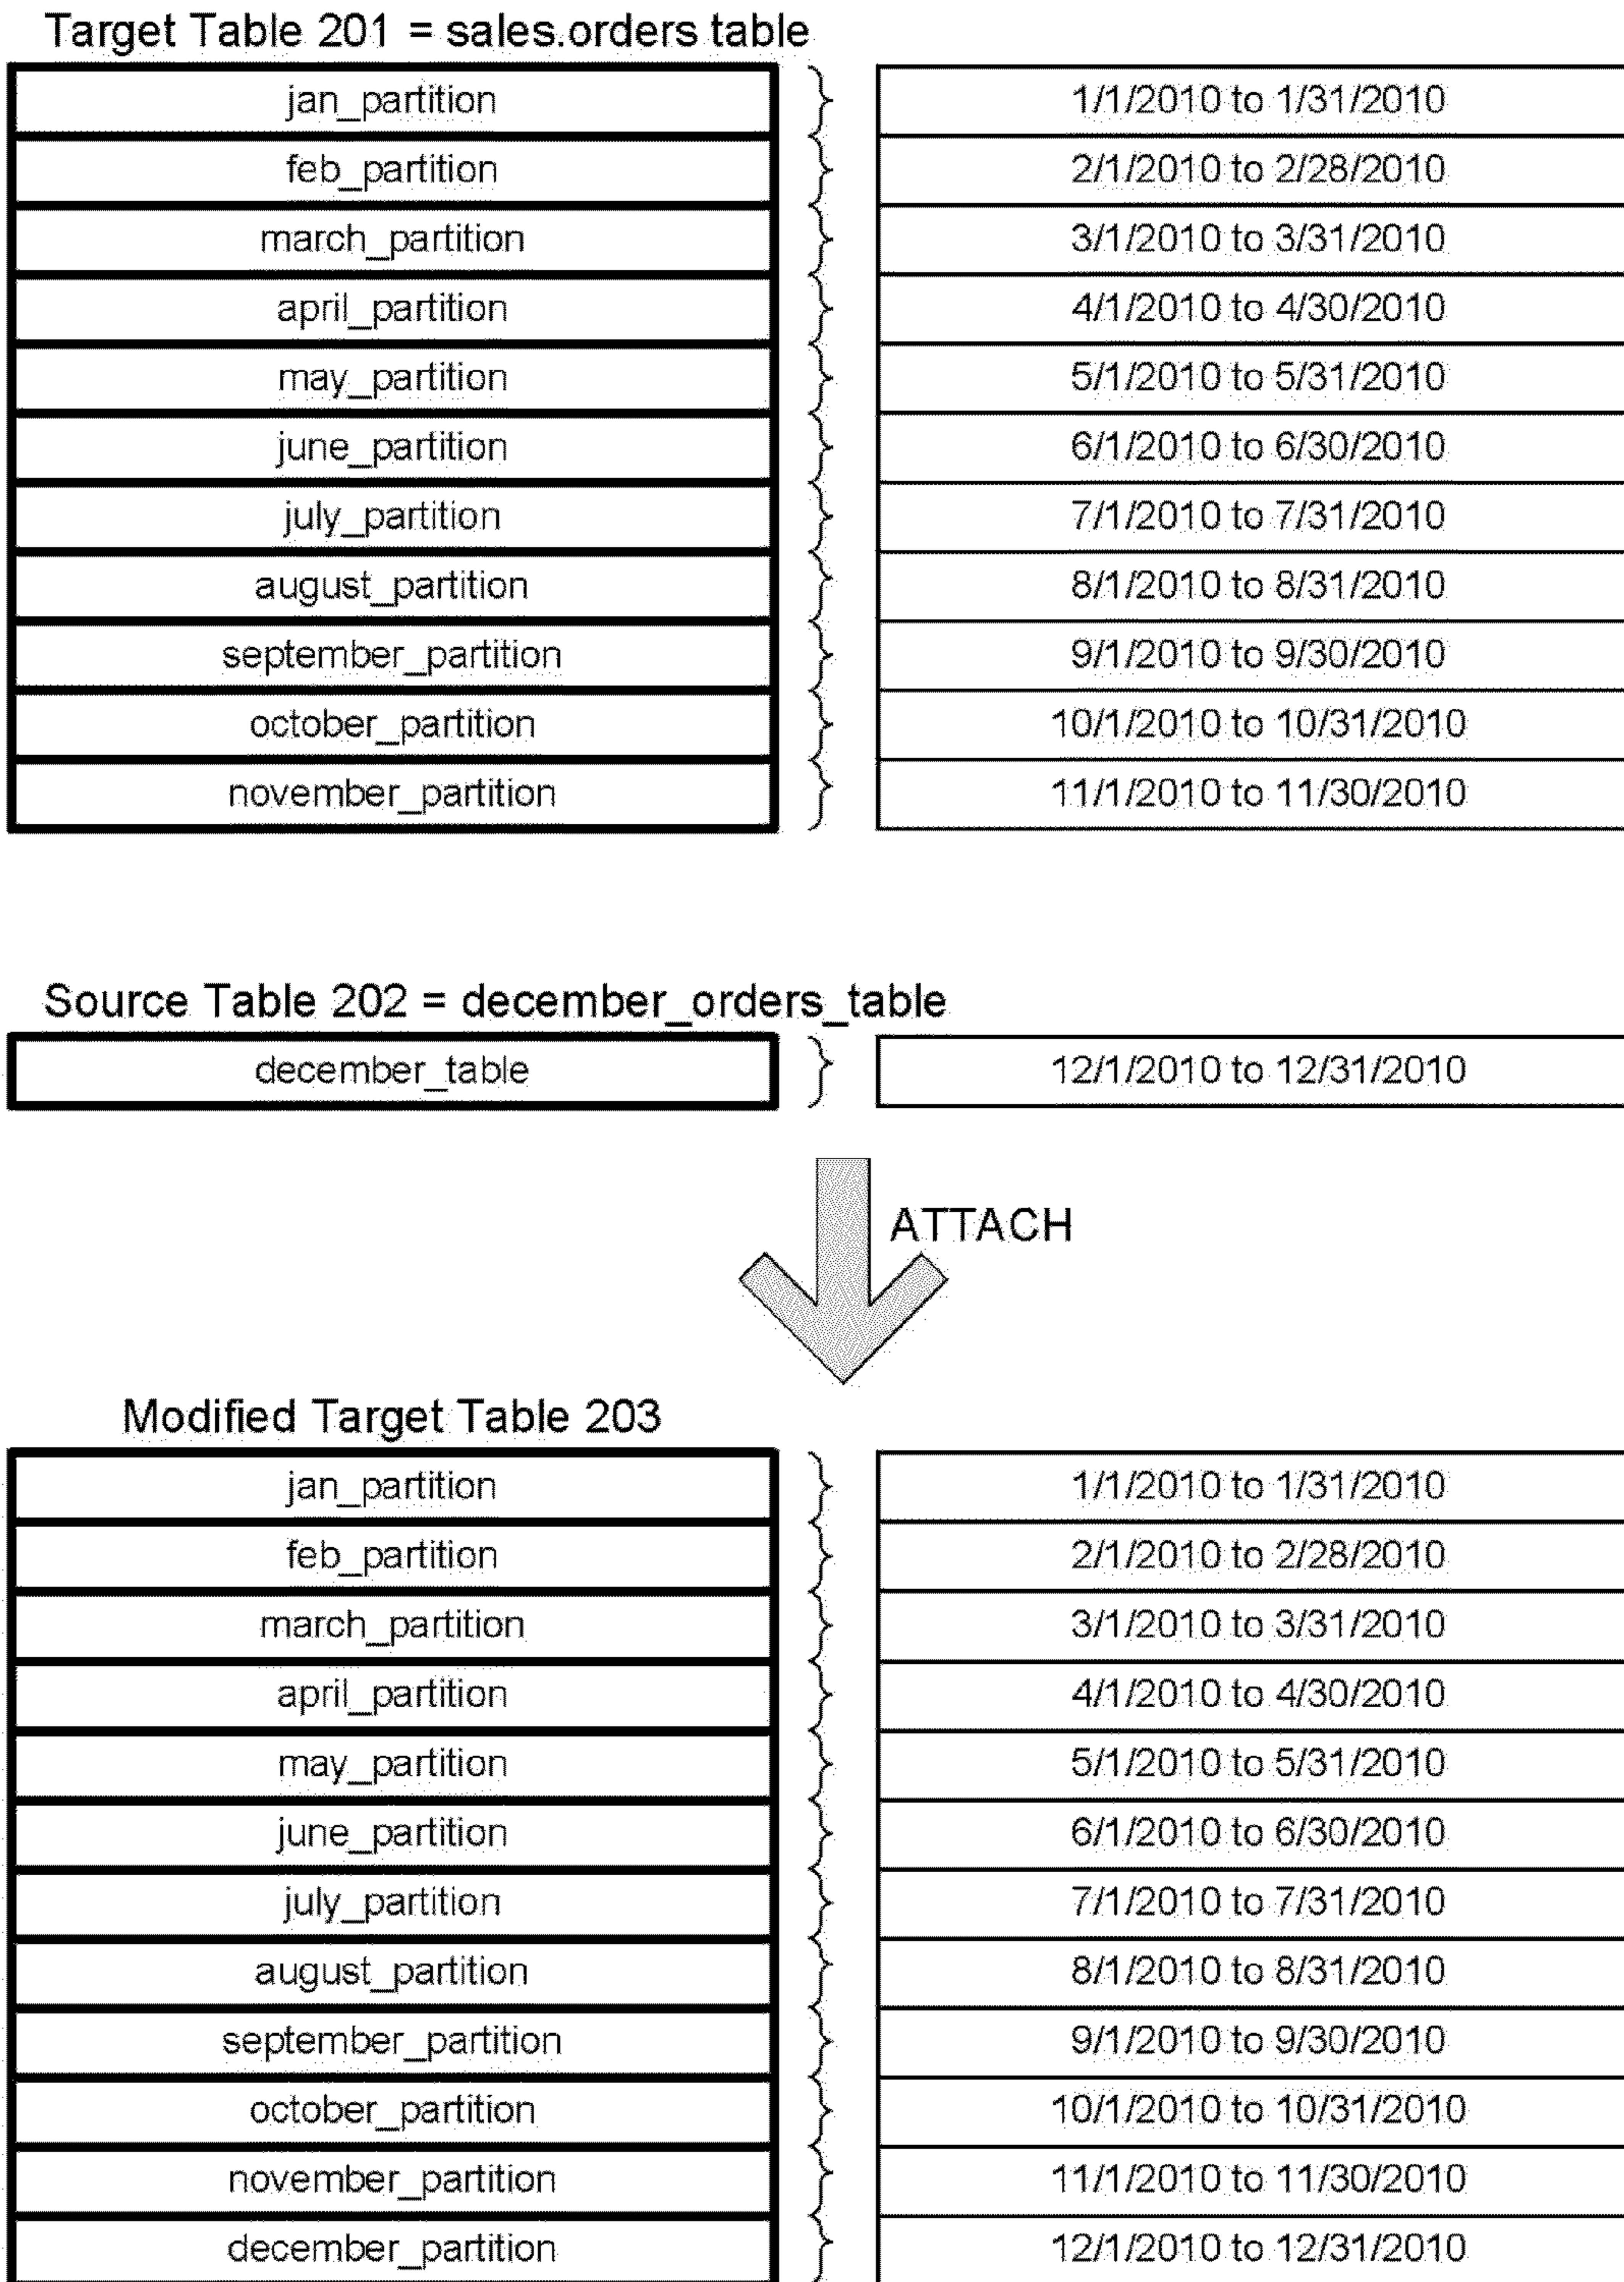 Target Table 201 = sales.orders table
jan_partition 1/1/2010 to 1/31/2010
feb_partition 2/1/2010 to 2/28/2010
march_partition 3/1/2010 to 3/31/2010
april_partition 4/1/2010 to 4/30/2010
may_partition 5/1/2010 to 5/31/2010
june_partition 6/1/2010 to 6/30/2010
july_partition 7/1/2010 to 7/31/2010
august_partition 8/1/2010 to 8/31/2010
september_partition 9/1/2010 to 9/30/2010
october_partition 10/1/2010 to 10/31/2010
november_partition 11/1/2010 to 11/30/2010
Source Table 202 = december_orders_table
december_table 12/1/2010 to 12/31/2010
ATTACH
Modified Target Table 203
jan_partition 1/1/2010 to 1/31/2010
feb_partition 2/1/2010 to 2/28/2010
march_partition 3/1/2010 to 3/31/2010
april_partition 4/1/2010 to 4/30/2010
may_partition 5/1/2010 to 5/31/2010
june_partition 6/1/2010 to 6/30/2010
july_partition 7/1/2010 to 7/31/2010
august_partition 8/1/2010 to 8/31/2010
september_partition 9/1/2010 to 9/30/2010
october_partition 10/1/2010 to 10/31/2010
november_partition 11/1/2010 to 11/30/2010
december_partition 12/1/2010 to 12/31/2010